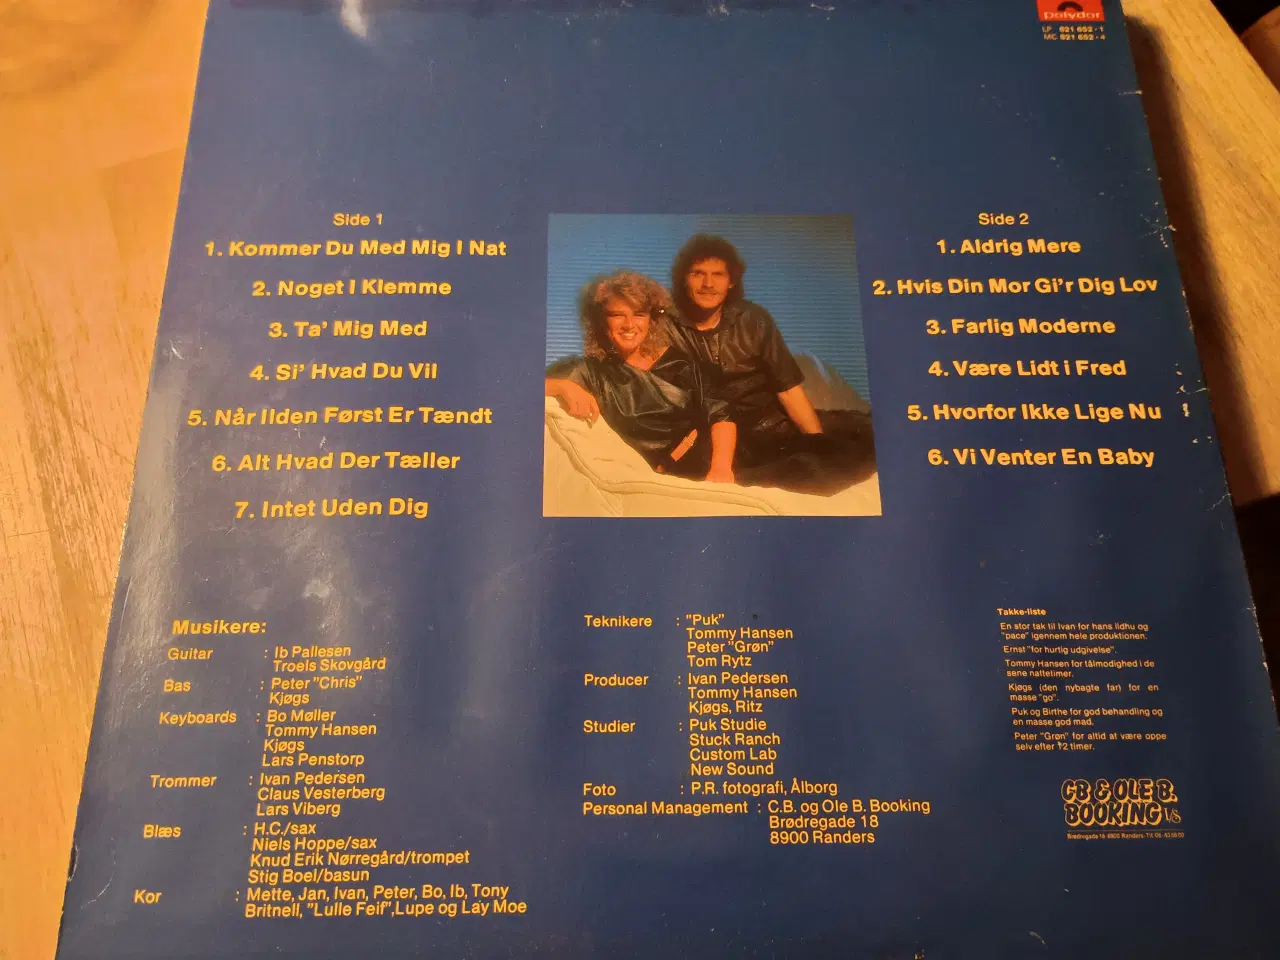 polydor
LP 821 652-1
MC 821 652-4
Side 1
1. Kommer Du Med Mig I Nat
2. Noget I Klemme
3. Ta' Mig Med
4. Si' Hvad Du Vil
5. Når Ilden Først Er Tændt
6. Alt Hvad Der Tæller
7. Intet Uden Dig
Side 2
1. Aldrig Mere
2. Hvis Din Mor Gi'r Dig Lov
3. Farlig Moderne
4. Være Lidt i Fred
5. Hvorfor Ikke Lige Nu
6. Vi Venter En Baby
Musikere:
Guitar : Ib Pallesen
Troels Skovgård
Bas : Peter "Chris"
Kjøgs
Keyboards : Bo Møller
Tommy Hansen
Kjøgs
Lars Penstorp
Trommer : Ivan Pedersen
Claus Vesterberg
Lars Viberg
Blæs : H.C./sax
Niels Hoppe/sax
Knud Erik Nørregård/trompet
Stig Boel/basun
Kor : Mette, Jan, Ivan, Peter, Bo, Ib, Tony
Britnell, "Lulle Feif", Lupe og Lay Moe
Teknikere : "Puk"
Tommy Hansen
Peter "Grøn"
Tom Rytz
Producer : Ivan Pedersen
Tommy Hansen
Kjøgs, Ritz
Studier : Puk Studie
Stuck Ranch
Custom Lab
New Sound
Foto : P.R. fotografi, Ålborg
Personal Management : C.B. og Ole B. Booking
Brødregade 18
8900 Randers
Takke-liste
En stor tak til Ivan for hans ildhu og
"pace" igennem hele produktionen.
Ernst "for hurtig udgivelse".
Tommy Hansen for tålmodighed i de
sene nattetimer.
Kjøgs (den nybagte far) for en
masse "go".
Puk og Birthe for god behandling og
en masse god mad.
Peter "Grøn" for altid at være oppe
selv efter 12 timer.
CB & OLE B.
BOOKING I/S
Brødregade 18 8900 Randers. Tlf. 06